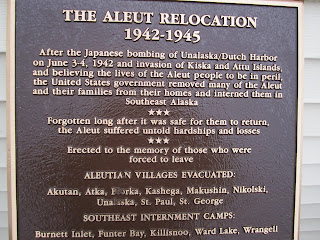 THE ALEUT RELOCATION
1942-1945
After the Japanese bombing of Unalaska/Dutch Harbor
on June 3-4, 1942 and invasion of Kiska and Attu Islands,
and believing the lives of the Aleut people to be in peril,
the United States government removed many of the Aleut
and their families from their homes and interned them in
Southeast Alaska
★★★
Forgotten long after it was safe for them to return,
the Aleut suffered untold hardships and losses
★★★
Erected to the memory of those who were
forced to leave
ALEUTIAN VILLAGES EVACUATED:
Akutan, Atka, Biorka, Kashega, Makushin, Nikolski,
Unalaska, St. Paul, St. George
SOUTHEAST INTERNMENT CAMPS:
Burnett Inlet, Funter Bay, Killisnoo, Ward Lake, Wrangell